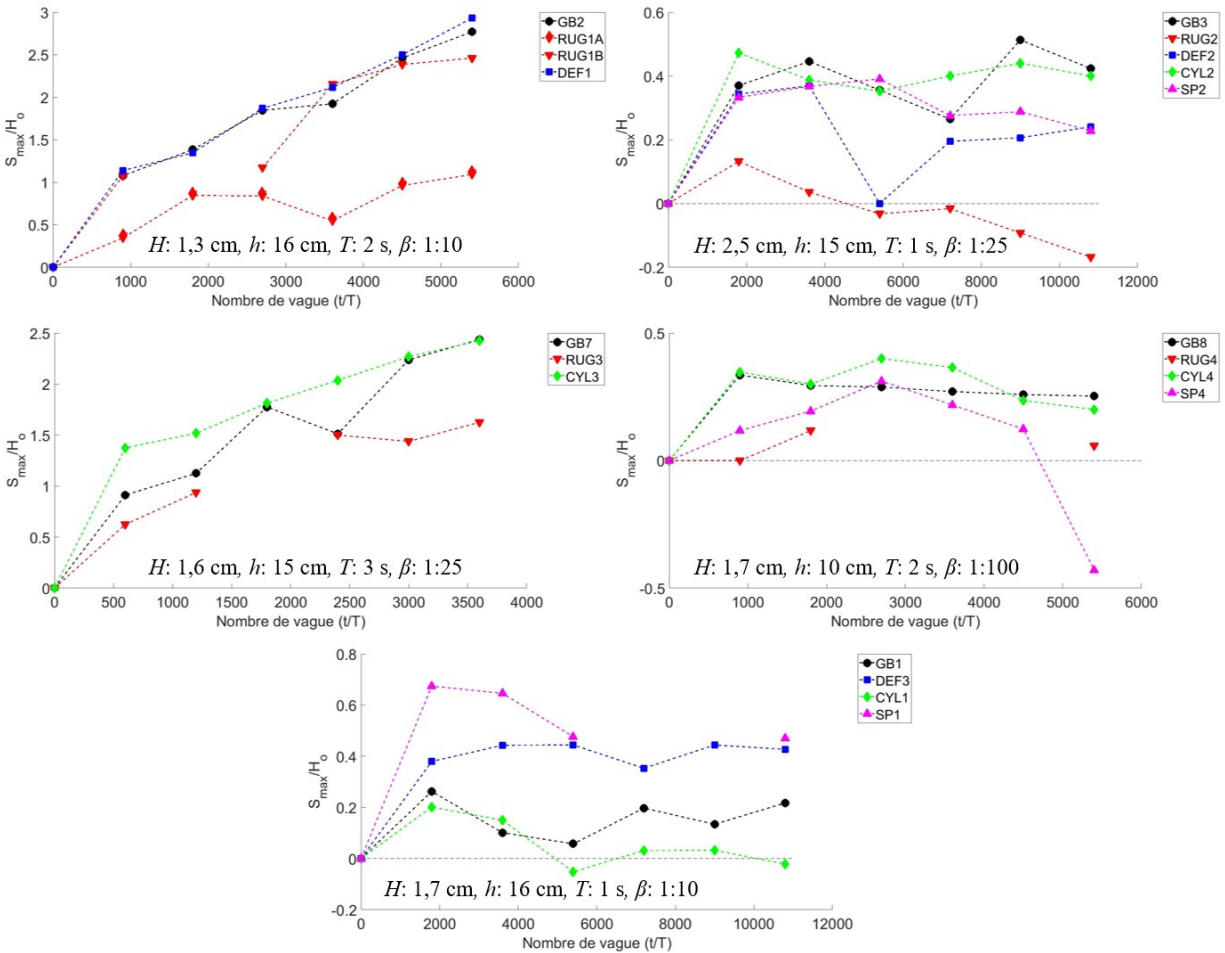 3
2.5
2
1.5
1
0.5
0
S_max/H_o
0
1000
2000
3000
4000
5000
6000
Nombre de vague (t/T)
GB2
RUG1A
RUG1B
DEF1
H: 1,3 cm, h: 16 cm, T: 2 s, β: 1:10
0.6
0.4
0.2
0
-0.2
S_max/H_o
0
2000
4000
6000
8000
10000
12000
Nombre de vague (t/T)
GB3
RUG2
DEF2
CYL2
SP2
H: 2,5 cm, h: 15 cm, T: 1 s, β: 1:25
2.5
2
1.5
1
0.5
0
S_max/H_o
0
500
1000
1500
2000
2500
3000
3500
4000
Nombre de vague (t/T)
GB7
RUG3
CYL3
H: 1,6 cm, h: 15 cm, T: 3 s, β: 1:25
0.5
0
-0.5
S_max/H_o
0
1000
2000
3000
4000
5000
6000
Nombre de vague (t/T)
GB8
RUG4
CYL4
SP4
H: 1,7 cm, h: 10 cm, T: 2 s, β: 1:100
0.8
0.6
0.4
0.2
0
-0.2
S_max/H_o
0
2000
4000
6000
8000
10000
12000
Nombre de vague (t/T)
GB1
DEF3
CYL1
SP1
H: 1,7 cm, h: 16 cm, T: 1 s, β: 1:10